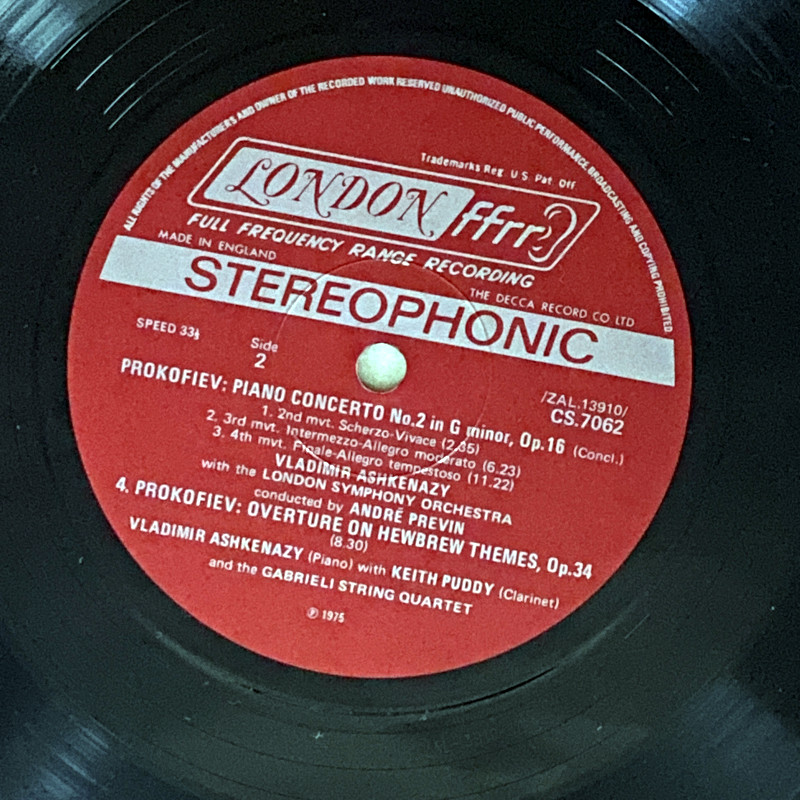 ALL RIGHTS OF THE MANUFACTURER'S AND OWNER OF THE RECORDED WORK RESERVED UNAUTHORIZED PUBLIC PERFORMANCE BROADCASTING AND COPYING PROHIBITED.
Trademarks Reg. U.S. Pat. Off
LONDON ffrr
FULL FREQUENCY RANGE RECORDING
MADE IN ENGLAND THE DECCA RECORD CO LTD
STEREOPHONIC
SPEED 33⅓
Side
2
/ZAL.13910/
CS.7062
PROKOFIEV: PIANO CONCERTO No.2 in G minor, Op.16 (Concl.)
1. 2nd mvt. Scherzo-Vivace (2.35)
2. 3rd mvt. Intermezzo-Allegro moderato (6.23)
3. 4th mvt. Finale-Allegro tempestoso (11.22)
VLADIMIR ASHKENAZY
with the LONDON SYMPHONY ORCHESTRA
conducted by ANDRÉ PREVIN
4. PROKOFIEV: OVERTURE ON HEWBREW THEMES, Op.34
(8.30)
VLADIMIR ASHKENAZY (Piano) with KEITH PUDDY (Clarinet)
and the GABRIELI STRING QUARTET
℗ 1975